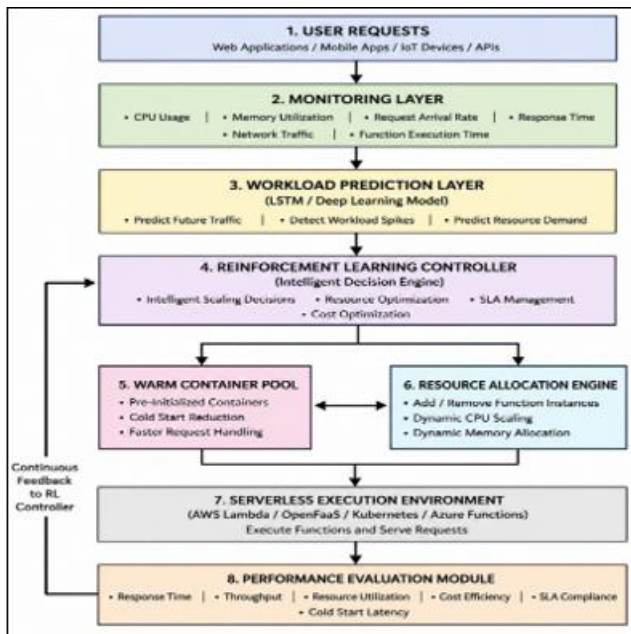 1. USER REQUESTS
Web Applications / Mobile Apps / IoT Devices / APIs
2. MONITORING LAYER
• CPU Usage | • Memory Utilization | • Request Arrival Rate | • Response Time
• Network Traffic | • Function Execution Time
3. WORKLOAD PREDICTION LAYER
(LSTM / Deep Learning Model)
• Predict Future Traffic | • Detect Workload Spikes • Predict Resource Demand
4. REINFORCEMENT LEARNING CONTROLLER
(Intelligent Decision Engine)
• Intelligent Scaling Decisions • Resource Optimization • SLA Management
• Cost Optimization
5. WARM CONTAINER POOL
• Pre-Initialized Containers
• Cold Start Reduction
• Faster Request Handling
6. RESOURCE ALLOCATION ENGINE
• Add / Remove Function Instances
• Dynamic CPU Scaling
• Dynamic Memory Allocation
Continuous
Feedback
to RL
Controller
7. SERVERLESS EXECUTION ENVIRONMENT
(AWS Lambda / OpenFaaS / Kubernetes / Azure Functions)
Execute Functions and Serve Requests
8. PERFORMANCE EVALUATION MODULE
• Response Time | • Throughput | • Resource Utilization | • Cost Efficiency | • SLA Compliance
• Cold Start Latency